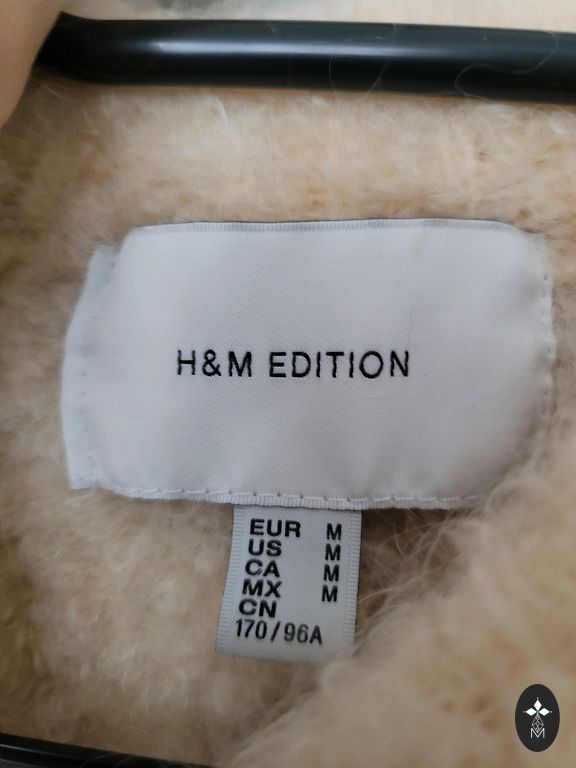 H&M EDITION
EUR M
US M
CA M
MX M
CN
170/96A
M